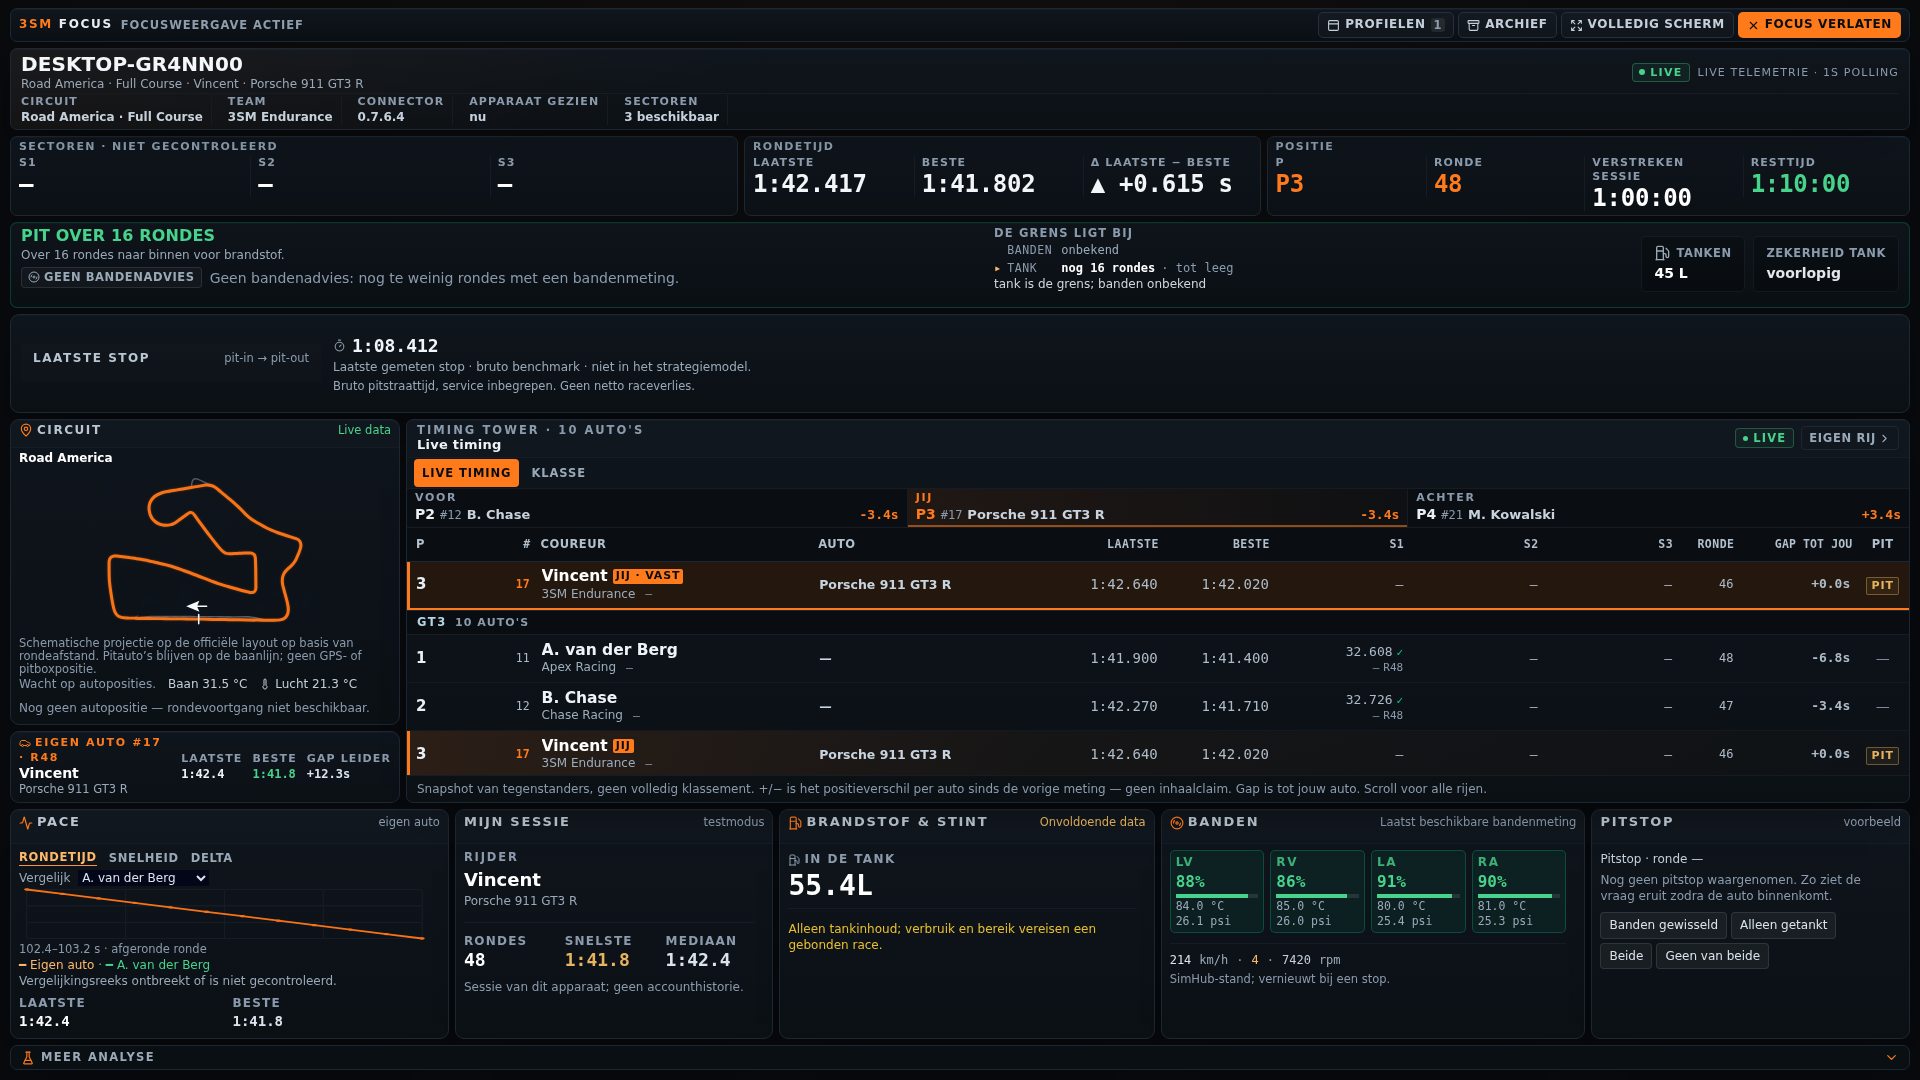 3SM FOCUS FOCUSWEERGAVE ACTIEF
PROFIELEN 1 ARCHIEF VOLLEDIG SCHERM FOCUS VERLATEN
DESKTOP-GR4NN00
Road America · Full Course · Vincent · Porsche 911 GT3 R
LIVE LIVE TELEMETRIE · 1S POLLING
CIRCUIT TEAM CONNECTOR APPARAAT GEZIEN SECTOREN
Road America · Full Course 3SM Endurance 0.7.6.4 nu 3 beschikbaar
SECTOREN · NIET GECONTROLEERD
S1 S2 S3
— — —
RONDETIJD
LAATSTE BESTE Δ LAATSTE − BESTE
1:42.417 1:41.802 ▲ +0.615 s
POSITIE
P RONDE VERSTREKEN SESSIE RESTTIJD
P3 48 1:00:00 1:10:00
PIT OVER 16 RONDES
Over 16 rondes naar binnen voor brandstof.
GEEN BANDENADVIES Geen bandenadvies: nog te weinig rondes met een bandenmeting.
DE GRENS LIGT BIJ
BANDEN onbekend
▸ TANK nog 16 rondes · tot leeg
tank is de grens; banden onbekend
TANKEN
45 L
ZEKERHEID TANK
voorlopig
LAATSTE STOP pit-in → pit-out
1:08.412
Laatste gemeten stop · bruto benchmark · niet in het strategiemodel.
Bruto pitstraattijd, service inbegrepen. Geen netto raceverlies.
CIRCUIT Live data
Road America
Schematische projectie op de officiële layout op basis van
rondeafstand. Pitauto's blijven op de baanlijn; geen GPS- of
pitboxpositie.
Wacht op autoposities. Baan 31.5 °C Lucht 21.3 °C
Nog geen autopositie — rondevoortgang niet beschikbaar.
EIGEN AUTO #17
· R48
Vincent
Porsche 911 GT3 R
LAATSTE BESTE GAP LEIDER
1:42.4 1:41.8 +12.3s
TIMING TOWER · 10 AUTO'S
Live timing
LIVE EIGEN RIJ
LIVE TIMING KLASSE
VOOR
P2 #12 B. Chase -3.4s
JIJ
P3 #17 Porsche 911 GT3 R -3.4s
ACHTER
P4 #21 M. Kowalski +3.4s
P # COUREUR AUTO LAATSTE BESTE S1 S2 S3 RONDE GAP TOT JOU PIT
3 17 Vincent JIJ · VAST Porsche 911 GT3 R 1:42.640 1:42.020 — — — 46 +0.0s PIT
3SM Endurance —
GT3 10 AUTO'S
1 11 A. van der Berg — 1:41.900 1:41.400 32.608 ✓ — — 48 -6.8s —
Apex Racing — — R48
2 12 B. Chase — 1:42.270 1:41.710 32.726 ✓ — — 47 -3.4s —
Chase Racing — — R48
3 17 Vincent JIJ Porsche 911 GT3 R 1:42.640 1:42.020 — — — 46 +0.0s PIT
3SM Endurance —
Snapshot van tegenstanders, geen volledig klassement. +/− is het positieverschil per auto sinds de vorige meting — geen inhaalclaim. Gap is tot jouw auto. Scroll voor alle rijen.
PACE eigen auto
RONDETIJD SNELHEID DELTA
Vergelijk A. van der Berg
102.4–103.2 s · afgeronde ronde
━ Eigen auto · ━ A. van der Berg
Vergelijkingsreeks ontbreekt of is niet gecontroleerd.
LAATSTE BESTE
1:42.4 1:41.8
MIJN SESSIE testmodus
RIJDER
Vincent
Porsche 911 GT3 R
RONDES SNELSTE MEDIAAN
48 1:41.8 1:42.4
Sessie van dit apparaat; geen accounthistorie.
BRANDSTOF & STINT Onvoldoende data
IN DE TANK
55.4L
Alleen tankinhoud; verbruik en bereik vereisen een
gebonden race.
BANDEN Laatst beschikbare bandenmeting
LV RV LA RA
88% 86% 91% 90%
84.0 °C 85.0 °C 80.0 °C 81.0 °C
26.1 psi 26.0 psi 25.4 psi 25.3 psi
214 km/h · 4 · 7420 rpm
SimHub-stand; vernieuwt bij een stop.
PITSTOP voorbeeld
Pitstop · ronde —
Nog geen pitstop waargenomen. Zo ziet de
vraag eruit zodra de auto binnenkomt.
Banden gewisseld Alleen getankt
Beide Geen van beide
MEER ANALYSE